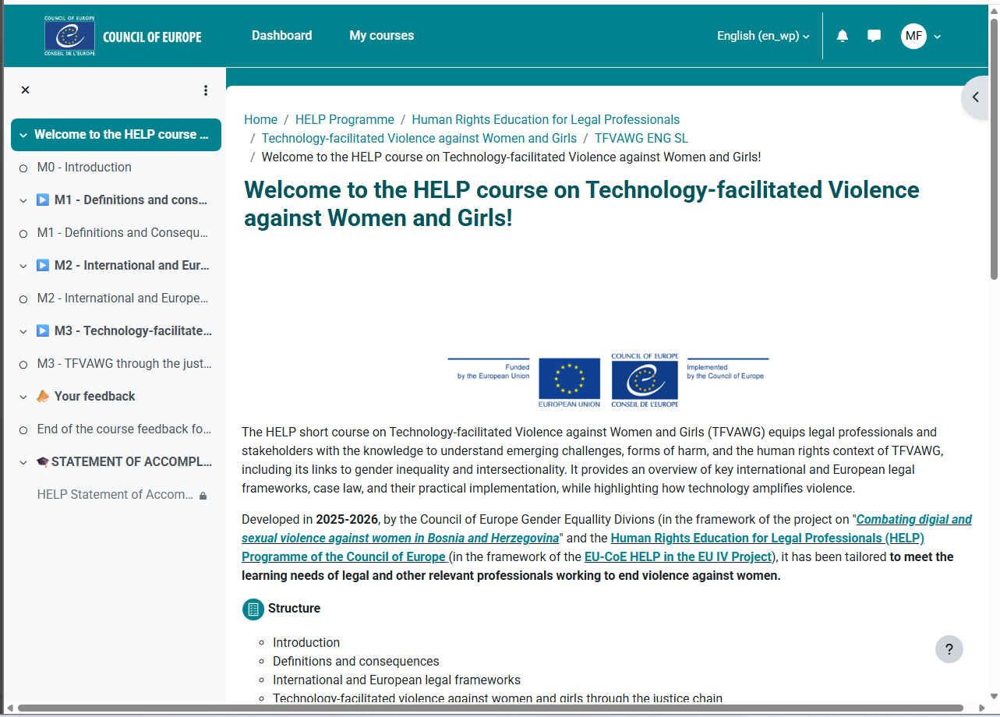 COUNCIL OF EUROPE
CONSEIL DE L'EUROPE
COUNCIL OF EUROPE
Dashboard
My courses
English (en_wp)
MF
Welcome to the HELP course ...
M0 - Introduction
M1 - Definitions and cons...
M1 - Definitions and Consequ...
M2 - International and Eur...
M2 - International and Europe...
M3 - Technology-facilitate...
M3 - TFVAWG through the just...
Your feedback
End of the course feedback fo...
STATEMENT OF ACCOMPL...
HELP Statement of Accom...
Home / HELP Programme / Human Rights Education for Legal Professionals
/ Technology-facilitated Violence against Women and Girls / TFVAWG ENG SL
/ Welcome to the HELP course on Technology-facilitated Violence against Women and Girls!
Welcome to the HELP course on Technology-facilitated Violence
against Women and Girls!
Funded
by the European Union
EUROPEAN UNION
COUNCIL OF EUROPE
CONSEIL DE L'EUROPE
Implemented
by the Council of Europe
The HELP short course on Technology-facilitated Violence against Women and Girls (TFVAWG) equips legal professionals and
stakeholders with the knowledge to understand emerging challenges, forms of harm, and the human rights context of TFVAWG,
including its links to gender inequality and intersectionality. It provides an overview of key international and European legal
frameworks, case law, and their practical implementation, while highlighting how technology amplifies violence.
Developed in 2025-2026, by the Council of Europe Gender Equallity Divions (in the framework of the project on "Combating digial and
sexual violence against women in Bosnia and Herzegovina" and the Human Rights Education for Legal Professionals (HELP)
Programme of the Council of Europe (in the framework of the EU-CoE HELP in the EU IV Project), it has been tailored to meet the
learning needs of legal and other relevant professionals working to end violence against women.
Structure
Introduction
Definitions and consequences
International and European legal frameworks
Technology-facilitated violence against women and girls through the justice chain
?